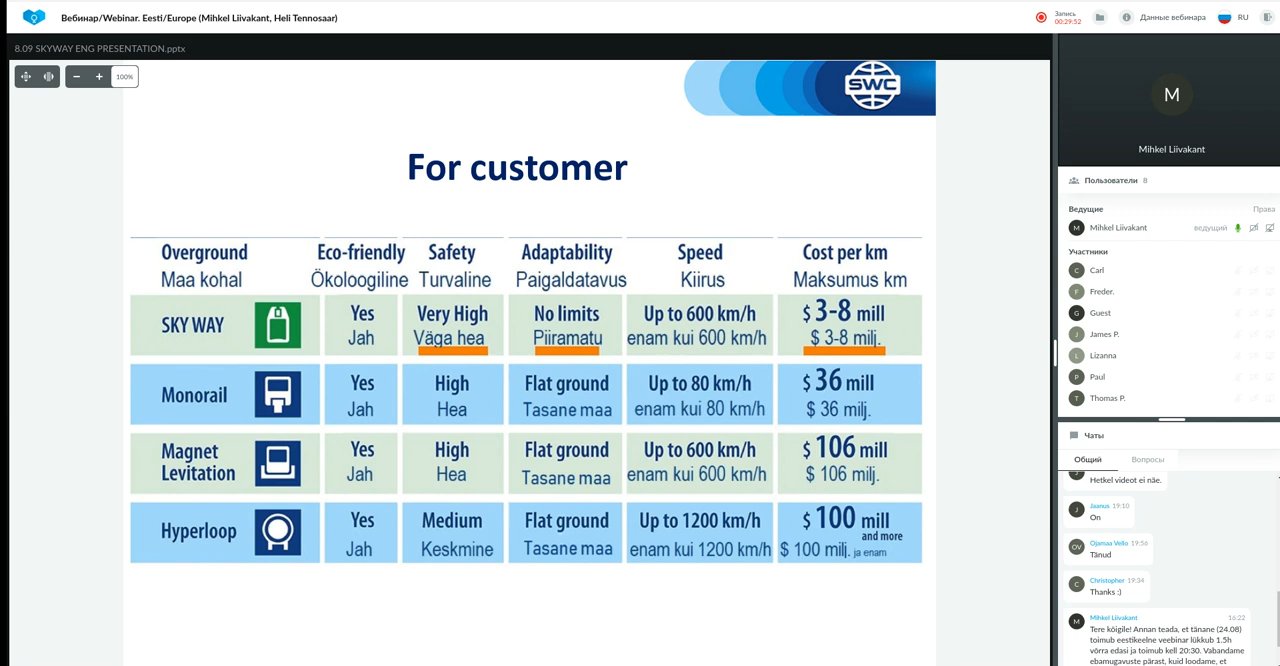 Вебинар/Webinar. Eesti/Europe (Mihkel Liivakant, Heli Tennosaar)
Запись
00:29:52
Данные вебинара
RU
8.09 SKYWAY ENG PRESENTATION.pptx
100%
SWC
For customer
Overground Eco-friendly Safety Adaptability Speed Cost per km
Maa kohal Ökoloogiline Turvaline Paigaldatavus Kiirus Maksumus km
SKY WAY Yes Very High No limits Up to 600 km/h $ 3-8 mill
Jah Väga hea Piiramatu enam kui 600 km/h $ 3-8 milj.
Monorail Yes High Flat ground Up to 80 km/h $ 36 mill
Jah Hea Tasane maa enam kui 80 km/h $ 36 milj.
Magnet Levitation Yes High Flat ground Up to 600 km/h $ 106 mill
Jah Hea Tasane maa enam kui 600 km/h $ 106 milj.
Hyperloop Yes Medium Flat ground Up to 1200 km/h $ 100 mill and more
Jah Keskmine Tasane maa enam kui 1200 km/h $ 100 milj. ja enam
M
Mihkel Liivakant
Пользователи 8
Ведущие Права
M Mihkel Liivakant ведущий
Участники
C Carl
F Freder.
G Guest
J James P.
L Lizanna
P Paul
T Thomas P.
Чаты
Общий Вопросы
Hetkel videot ei näe.
J Jaanus 19:10
On
OV Ojamaa Vello 19:56
Tänud
C Christopher 19:34
Thanks :)
M Mihkel Liivakant 16:22
Tere kõigile! Annan teada, et tänane (24.08)
toimub eestikeelne veebinar lükkub 1.5h
võrra edasi ja toimub kell 20:30. Vabandame
ebamugavuste pärast, kuid loodame, et